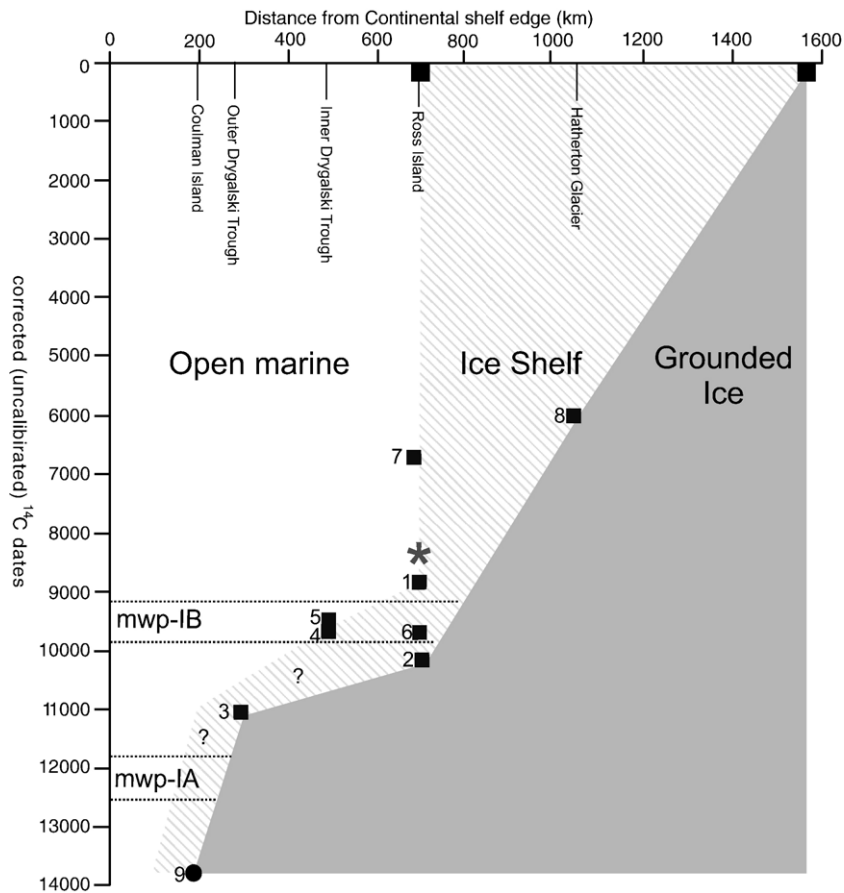 Distance from Continental shelf edge (km)
0 200 400 600 800 1000 1200 1400 1600
0
1000
2000
3000
4000
5000
6000
7000
8000
9000
10000
11000
12000
13000
14000
corrected (uncalibirated) ¹⁴C dates
Coulman Island
Outer Drygalski Trough
Inner Drygalski Trough
Ross Island
Hatherton Glacier
Open marine
Ice Shelf
Grounded
Ice
8
7
*
1
mwp-IB
5
4
6
2
?
3
?
mwp-IA
9